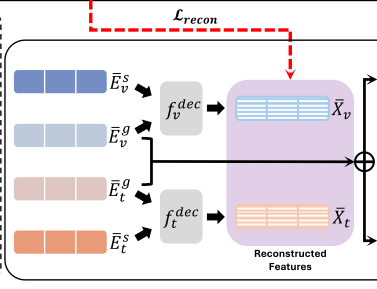 ℒ_recon
Ē_v^s
Ē_v^g
f_v^dec
X̄_v
Ē_t^g
f_t^dec
X̄_t
Ē_t^s
Reconstructed
Features